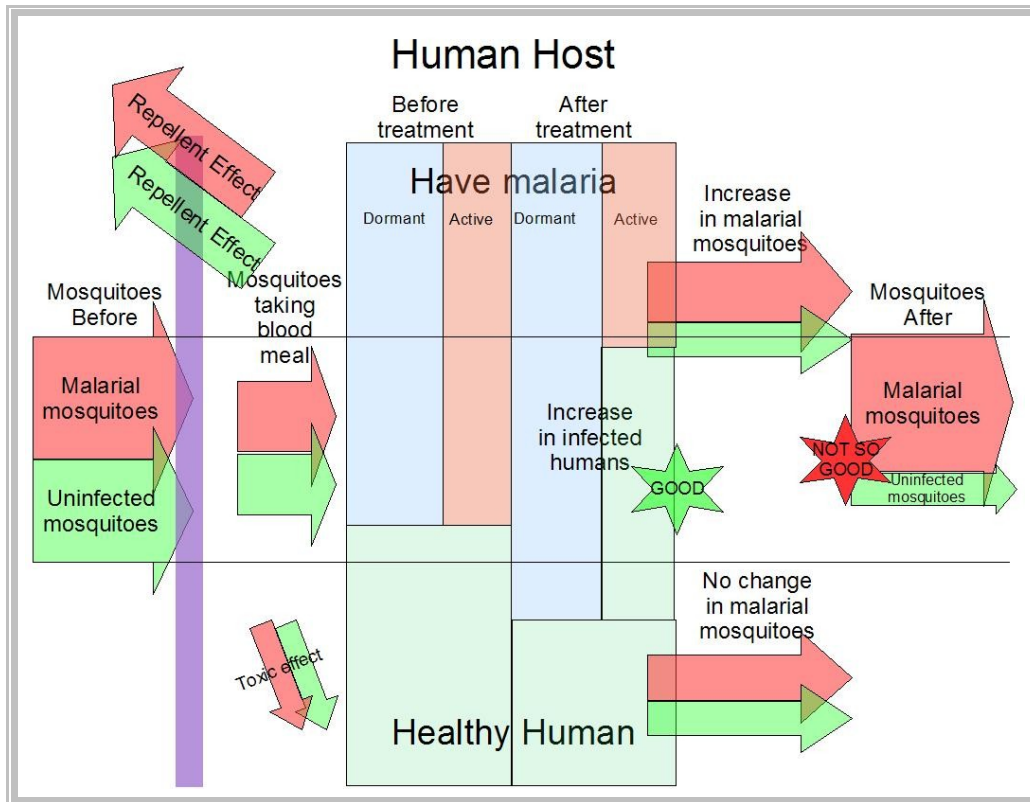 Human Host
Before
treatment
After
treatment
Have malaria
Dormant
Active
Dormant
Active
Repellent Effect
Repellent Effect
Mosquitoes
Before
Mosquitoes
taking
blood
meal
Increase
in malarial
mosquitoes
Mosquitoes
After
Malarial
mosquitoes
Uninfected
mosquitoes
Increase
in infected
humans
GOOD
NOT SO
GOOD
Malarial
mosquitoes
Uninfected
mosquitoes
Toxic effect
No change
in malarial
mosquitoes
Healthy Human